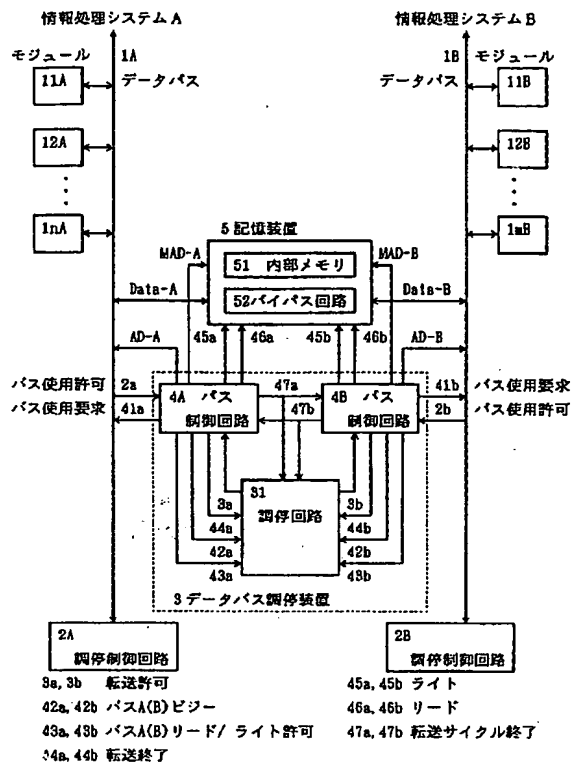 情報処理システムA
情報処理システムB
モジュール
1A
1B
モジュール
11A
データバス
データバス
11B
12A
12B
5 記憶装置
1nA
MAD-A
51 内部メモリ
MAD-B
1mB
Data-A
52バイパス回路
Data-B
AD-A
45a
46a
45b
46b
AD-B
バス使用許可
2a
4A バス
制御回路
47a
4B バス
制御回路
41b
バス使用要求
バス使用要求
41a
47b
2b
バス使用許可
31
調停回路
3a
3b
44a
44b
42a
42b
43a
43b
3 データバス調停装置
2A
調停制御回路
2B
調停制御回路
3a, 3b 転送許可
45a, 45b ライト
42a, 42b バスA(B)ビジー
46a, 46b リード
43a, 43b バスA(B)リード/ ライト許可
47a, 47b 転送サイクル終了
44a, 44b 転送終了